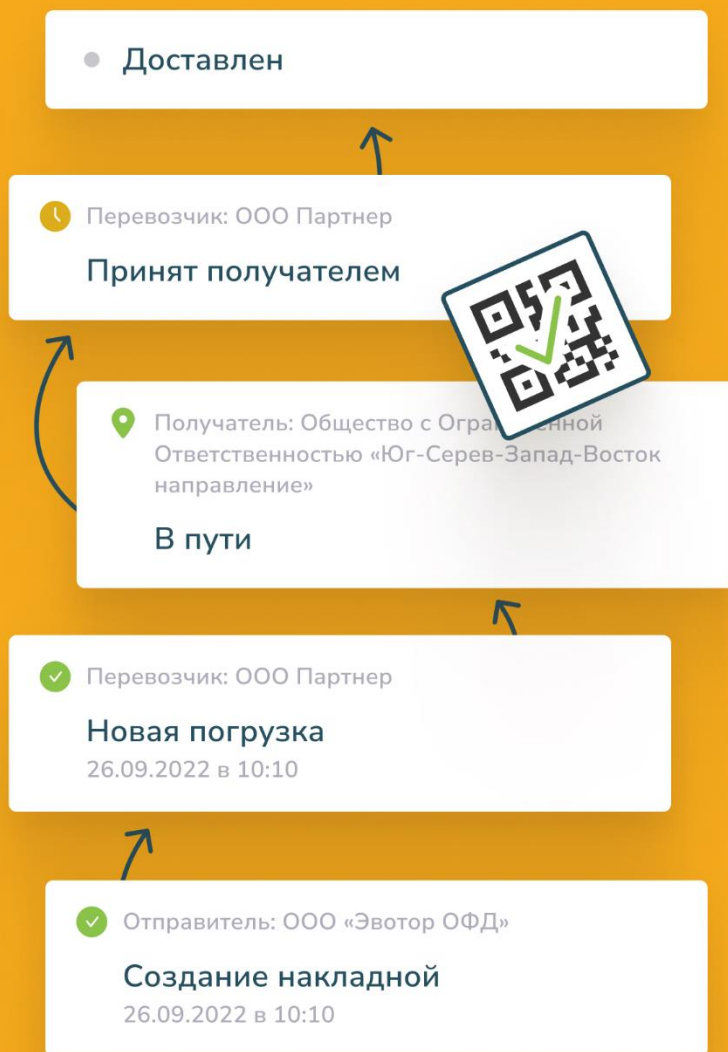 Доставлен
Перевозчик: ООО Партнер
Принят получателем
Получатель: Общество с
Ответственностью «Юг-Серев-Запад-Восток
направление»
В пути
Перевозчик: ООО Партнер
Новая погрузка
26.09.2022 в 10:10
Отправитель: ООО «Эвотор ОФД»
Создание накладной
26.09.2022 в 10:10